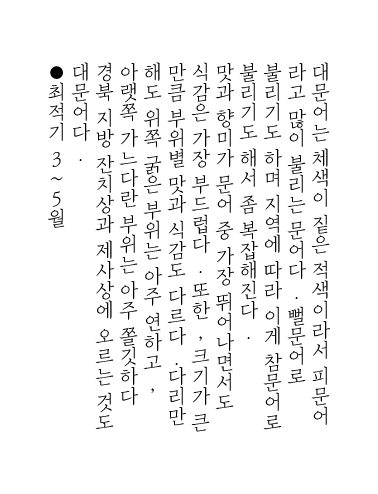 대문어는 체색이 짙은 적색이라서 피문어
라고 많이 불리는 문어다. 뻘문어로
불리기도 하며 지역에 따라 이게 참문어로
불리기도 해서 좀 복잡해진다.
맛과 향미가 문어 중 가장 뛰어나면서도
식감은 가장 부드럽다. 또한, 크기가 큰
만큼 부위별 맛과 식감도 다르다. 다리만
해도 위쪽 굵은 부위는 아주 연하고,
아랫쪽 가느다란 부위는 아주 쫄깃하다
경북 지방 잔치상과 제사상에 오르는 것도
대문어다.
●최적기 3~5월